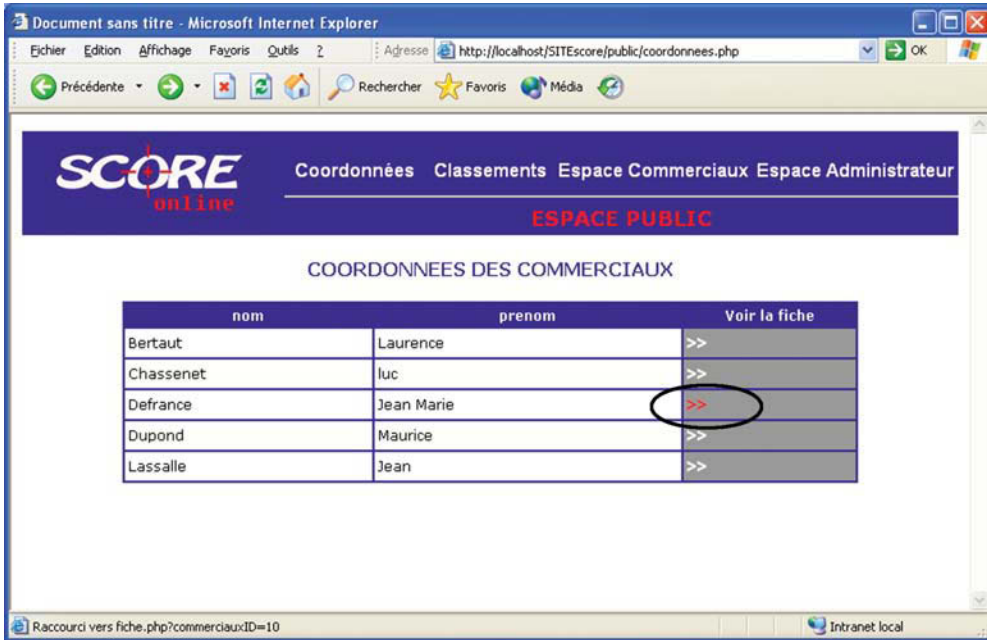 Document sans titre - Microsoft Internet Explorer
Fichier Edition Affichage Favoris Outils ? Adresse http://localhost/SITEscore/public/coordonnees.php OK
Précédente Rechercher Favoris Média
SCORE
online
Coordonnées Classements Espace Commerciaux Espace Administrateur
ESPACE PUBLIC
COORDONNEES DES COMMERCIAUX
nom prenom Voir la fiche
Bertaut Laurence >>
Chassenet luc >>
Defrance Jean Marie >>
Dupond Maurice >>
Lassalle Jean >>
Raccourci vers fiche.php?commerciauxID=10 Intranet local